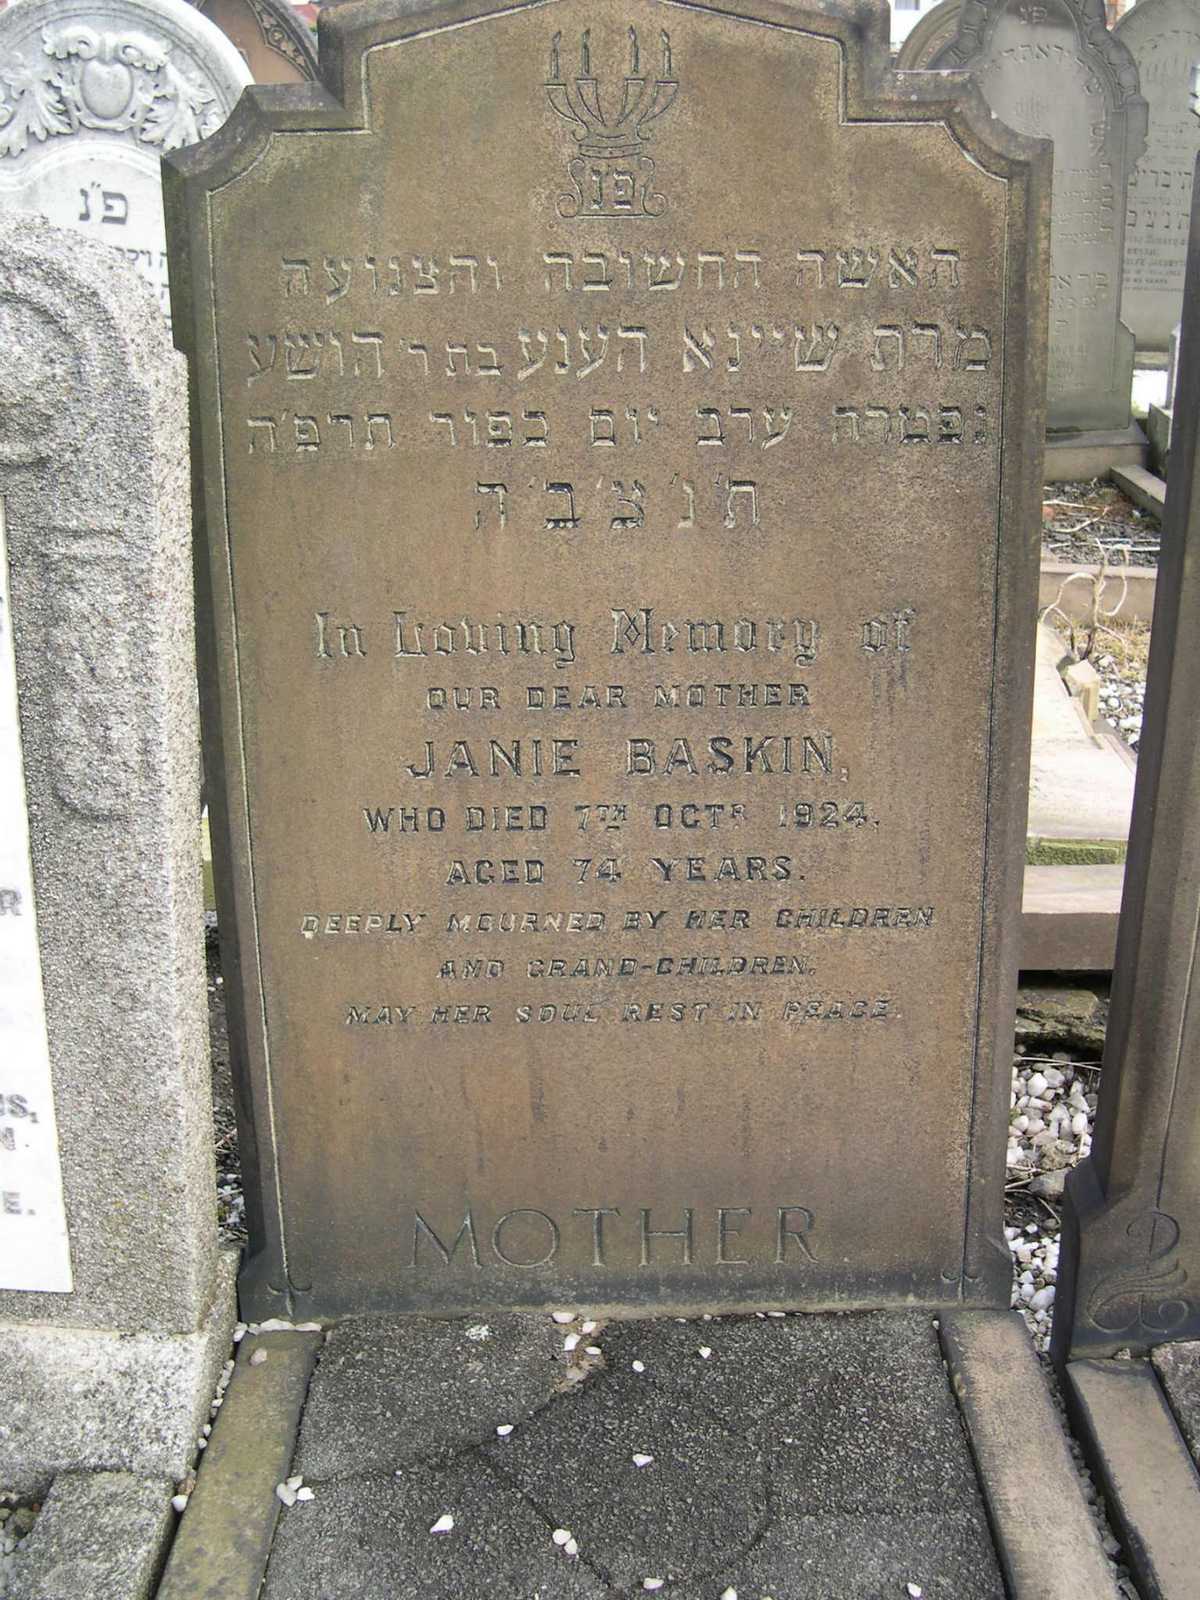 פ"נ
האשה החשובה והצנועה
מרת שיינא הענע בת ר' הושע
נפטרה ערב יום כפור תרפ"ה
ת' נ' צ' ב' ה
In Loving Memory of
OUR DEAR MOTHER
JANIE BASKIN,
WHO DIED 7TH OCTR 1924,
AGED 74 YEARS.
DEEPLY MOURNED BY HER CHILDREN
AND GRAND-CHILDREN.
MAY HER SOUL REST IN PEACE.
MOTHER
פ"נ